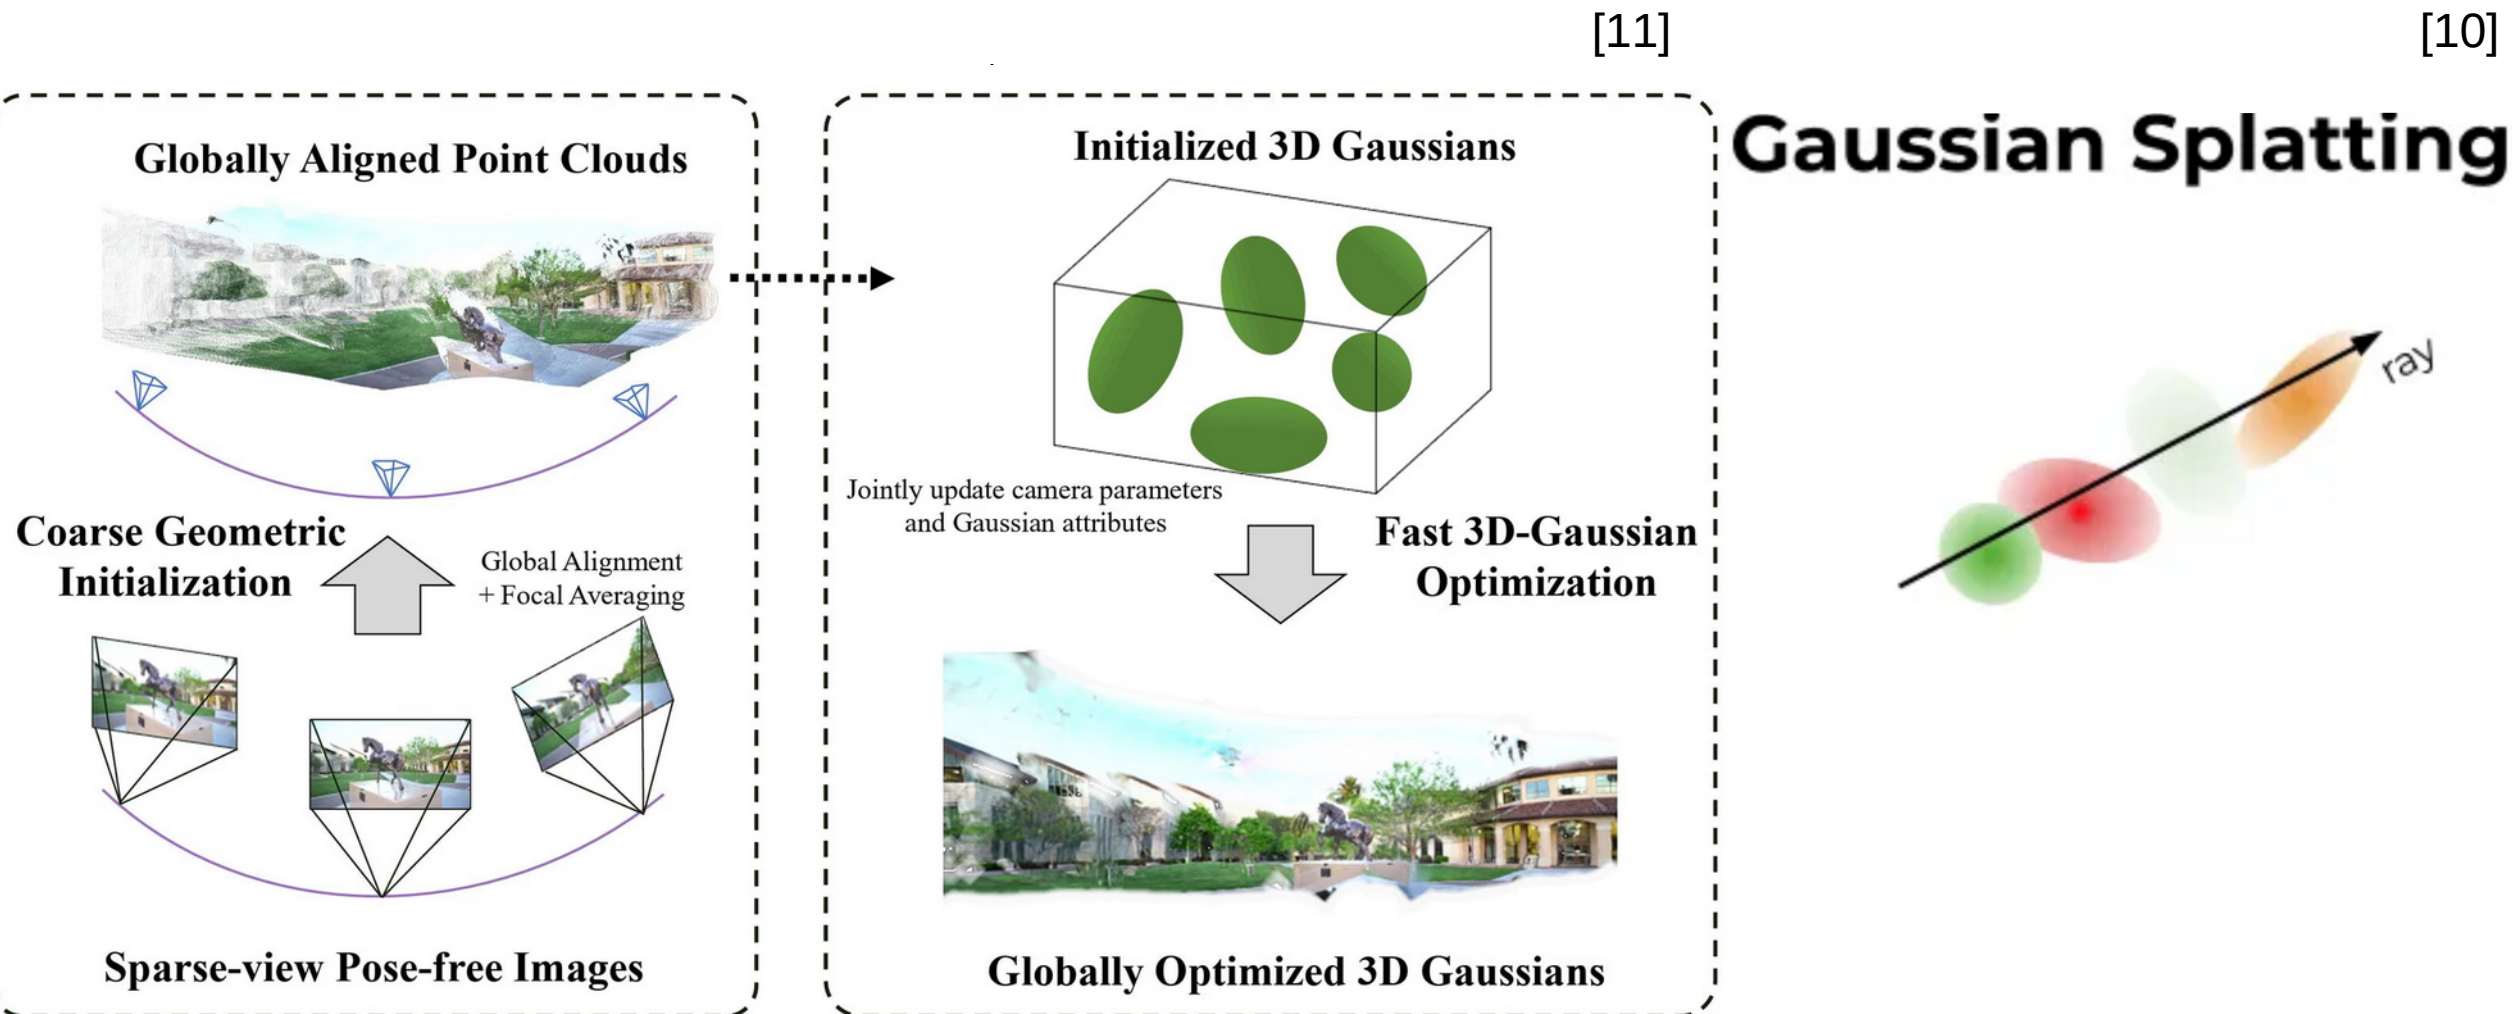 [11]
[10]
Globally Aligned Point Clouds
Coarse Geometric
Initialization
Global Alignment
+ Focal Averaging
Sparse-view Pose-free Images
Initialized 3D Gaussians
Jointly update camera parameters
and Gaussian attributes
Fast 3D-Gaussian
Optimization
Globally Optimized 3D Gaussians
Gaussian Splatting
ray